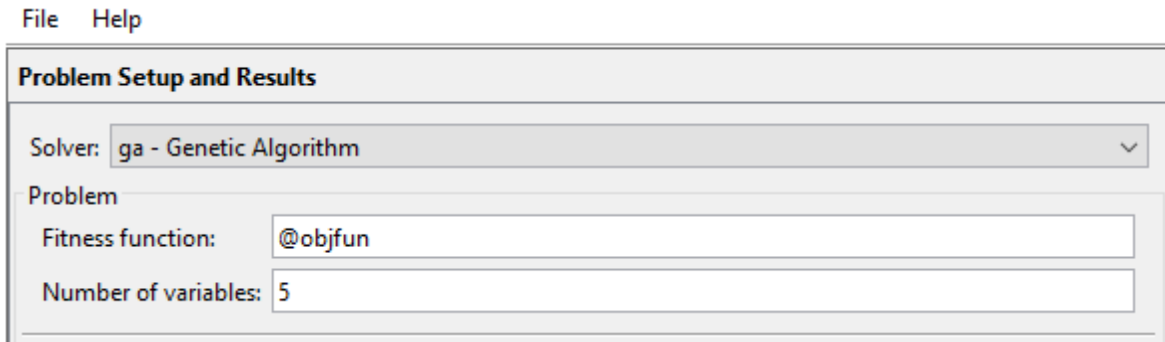 File Help
Problem Setup and Results
Solver: ga - Genetic Algorithm
Problem
Fitness function: @objfun
Number of variables: 5